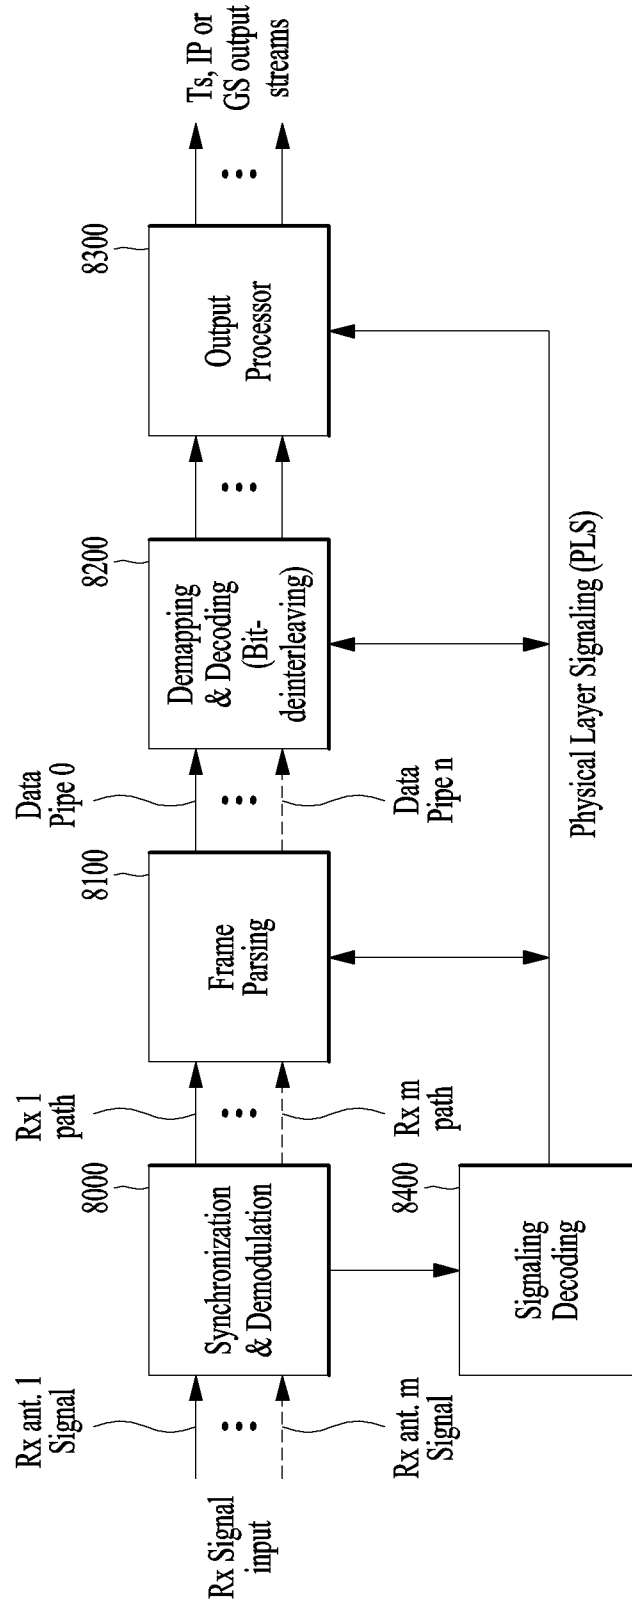 Rx Signal
input
Rx ant. 1
Signal
Rx ant. m
Signal
8000
Synchronization
& Demodulation
Rx 1
path
Rx m
path
8100
Frame
Parsing
Data
Pipe 0
Data
Pipe n
8200
Demapping
& Decoding
(Bit-
deinterleaving)
8300
Output
Processor
Ts, IP or
GS output
streams
8400
Signaling
Decoding
Physical Layer Signaling (PLS)